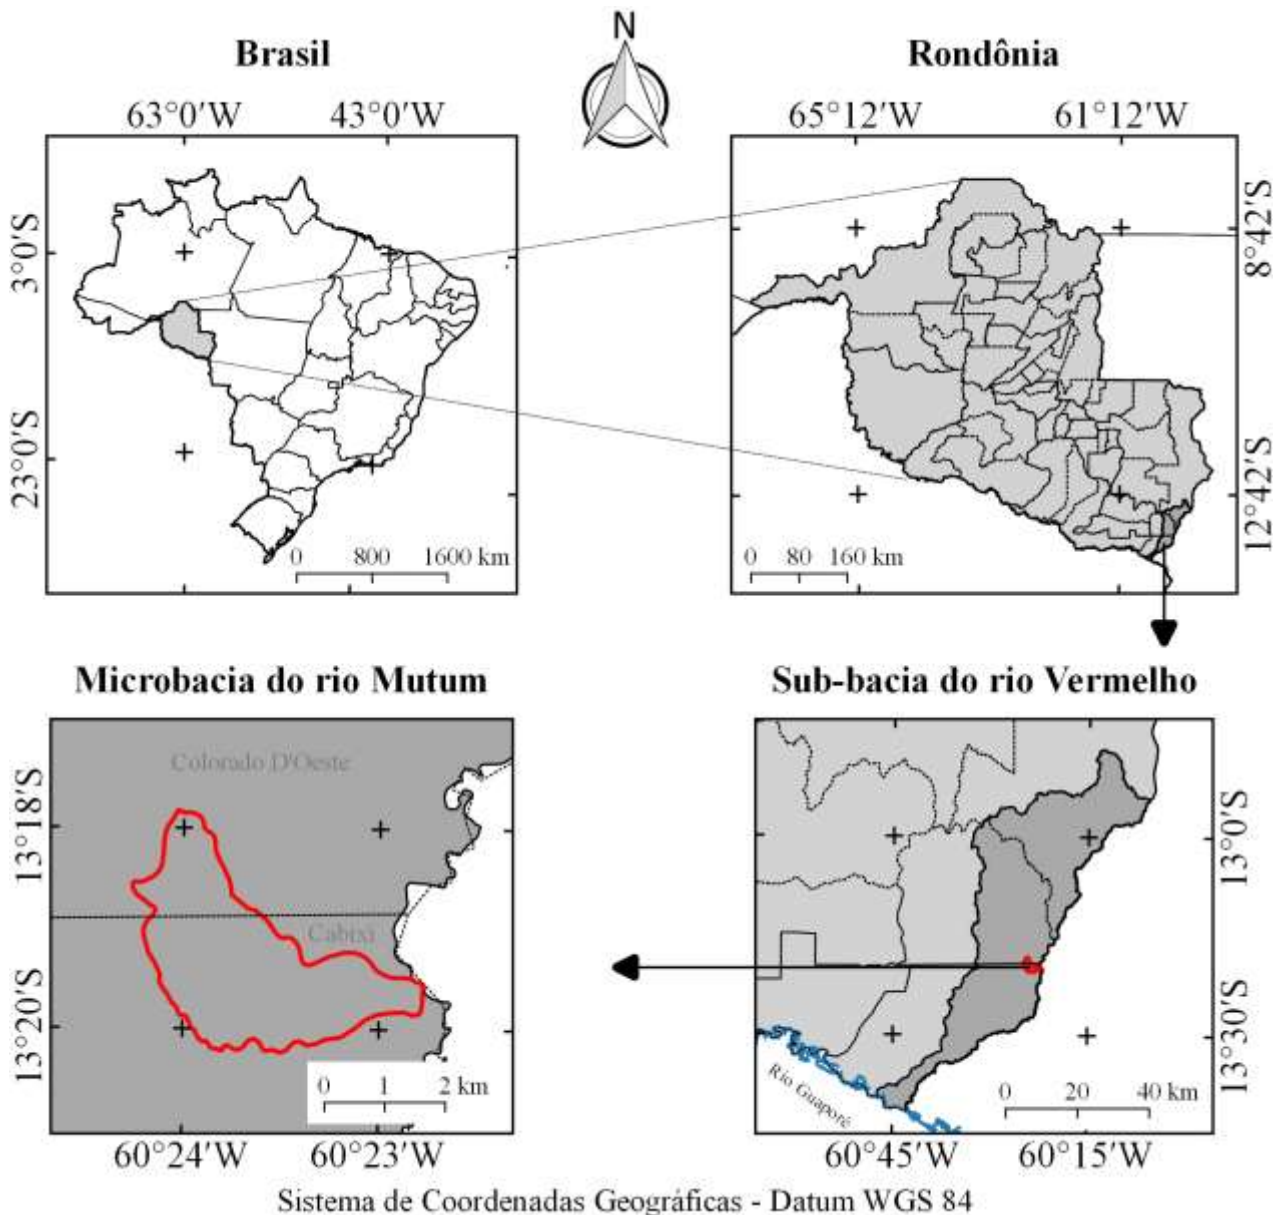 N
Brasil
63°0'W 43°0'W
3°0'S
23°0'S
0 800 1600 km
Rondônia
65°12'W 61°12'W
8°42'S
12°42'S
0 80 160 km
Microbacia do rio Mutum
Colorado D'Oeste
Cabixi
13°18'S
13°20'S
0 1 2 km
60°24'W 60°23'W
Sub-bacia do rio Vermelho
13°0'S
13°30'S
Rio Guaporé
0 20 40 km
60°45'W 60°15'W
Sistema de Coordenadas Geográficas - Datum WGS 84